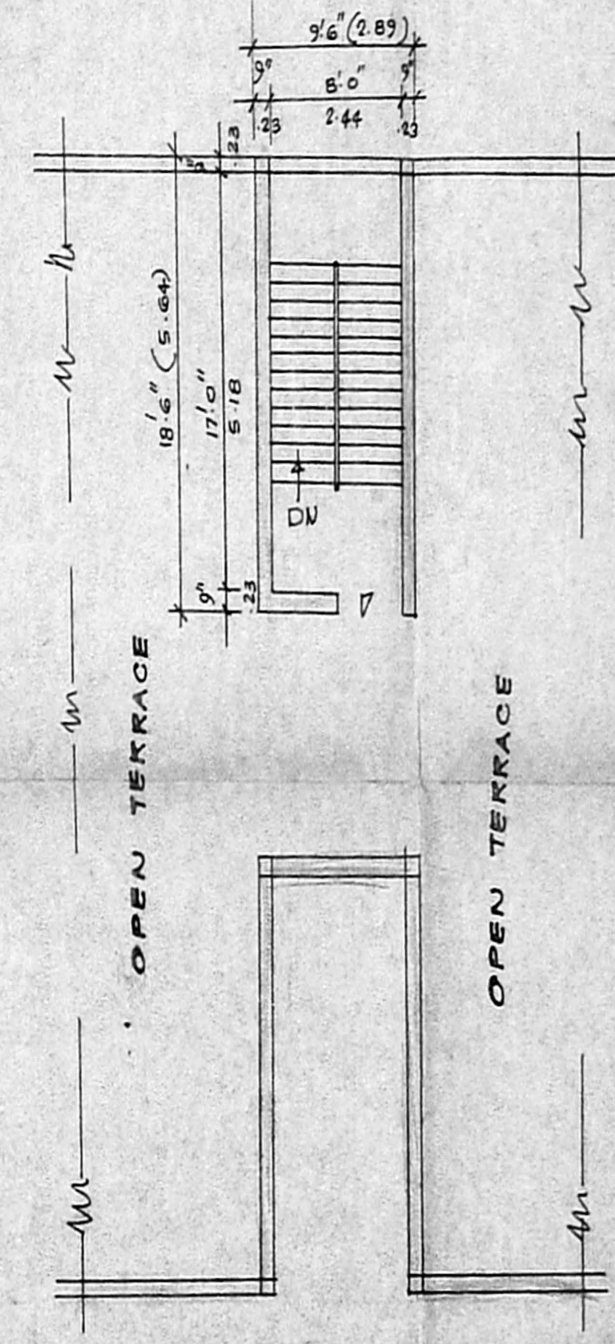 9'6" (2.89)
9" 8'0" 9"
.23 2.44 .23
9" .23
18'.6" (5.64)
17'.0"
5.18
9"
.23
DN
OPEN TERRACE
OPEN TERRACE